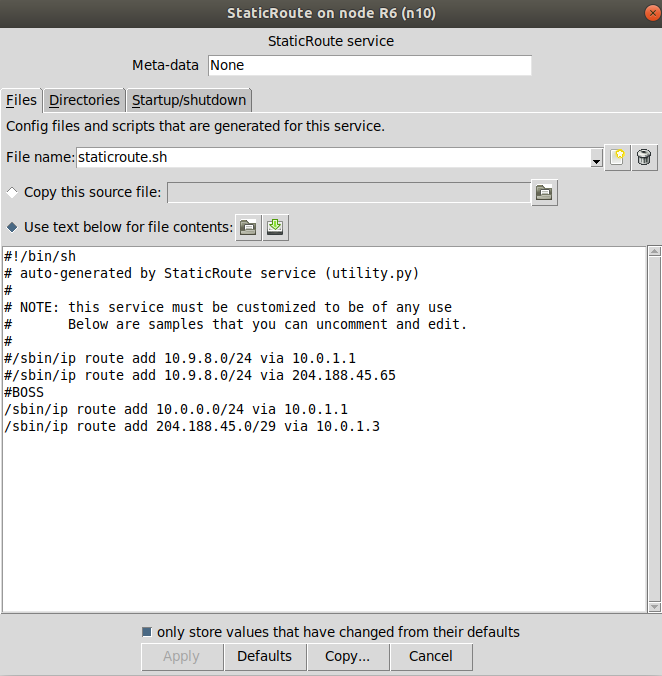 StaticRoute on node R6 (n10)
StaticRoute service
Meta-data None
Files Directories Startup/shutdown
Config files and scripts that are generated for this service.
File name: staticroute.sh
Copy this source file:
Use text below for file contents:
#!/bin/sh
# auto-generated by StaticRoute service (utility.py)
#
# NOTE: this service must be customized to be of any use
#       Below are samples that you can uncomment and edit.
#
#/sbin/ip route add 10.9.8.0/24 via 10.0.1.1
#/sbin/ip route add 10.9.8.0/24 via 204.188.45.65
#BOSS
/sbin/ip route add 10.0.0.0/24 via 10.0.1.1
/sbin/ip route add 204.188.45.0/29 via 10.0.1.3
only store values that have changed from their defaults
Apply Defaults Copy... Cancel